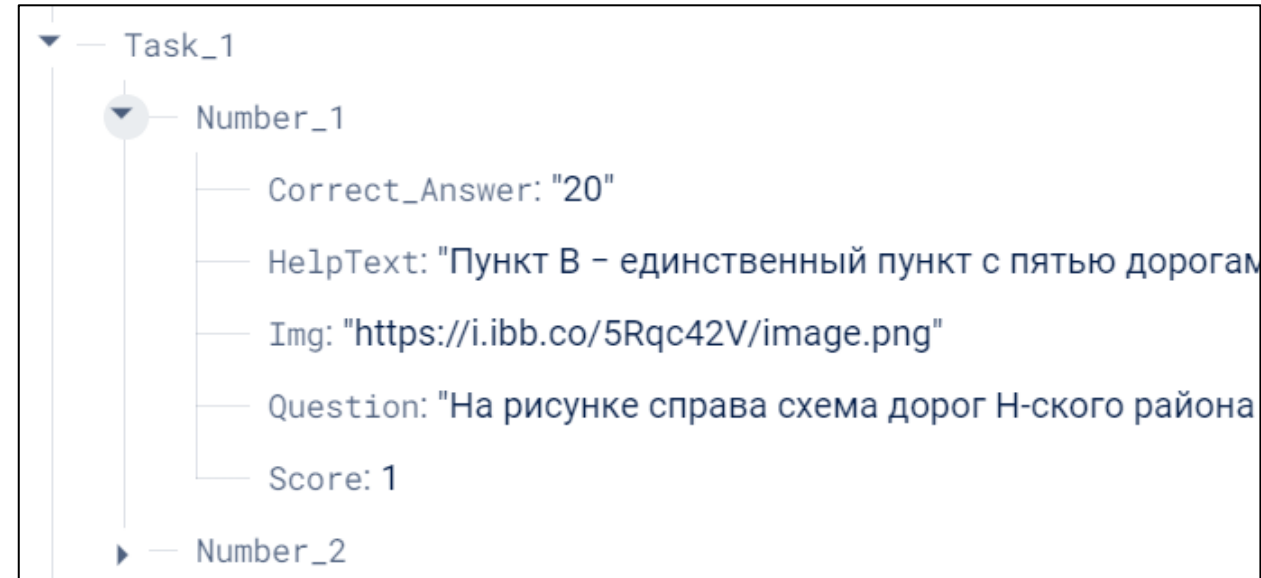 Task_1
Number_1
Correct_Answer: "20"
HelpText: "Пункт В – единственный пункт с пятью дорогам
Img: "https://i.ibb.co/5Rqc42V/image.png"
Question: "На рисунке справа схема дорог Н-ского района
Score: 1
Number_2